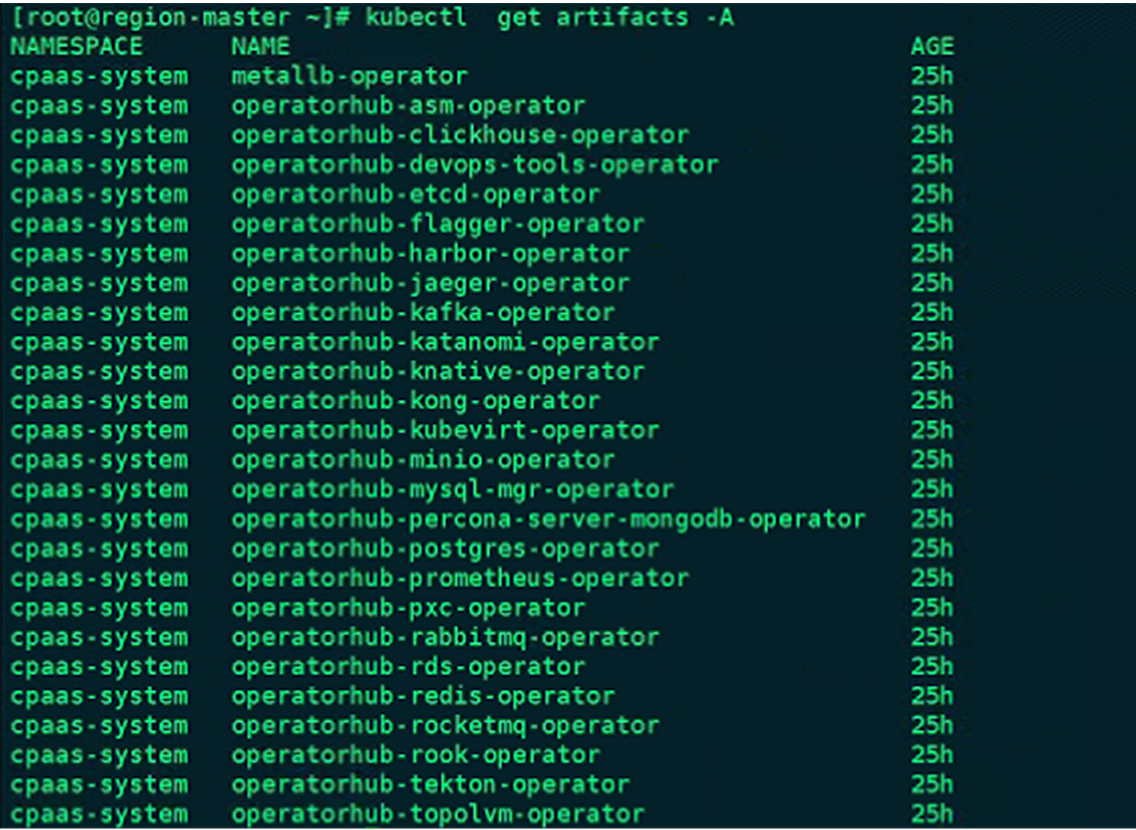 [root@region-master ~]# kubectl  get artifacts -A
NAMESPACE      NAME                                          AGE
cpaas-system   metallb-operator                              25h
cpaas-system   operatorhub-asm-operator                      25h
cpaas-system   operatorhub-clickhouse-operator               25h
cpaas-system   operatorhub-devops-tools-operator             25h
cpaas-system   operatorhub-etcd-operator                     25h
cpaas-system   operatorhub-flagger-operator                  25h
cpaas-system   operatorhub-harbor-operator                   25h
cpaas-system   operatorhub-jaeger-operator                   25h
cpaas-system   operatorhub-kafka-operator                    25h
cpaas-system   operatorhub-katanomi-operator                 25h
cpaas-system   operatorhub-knative-operator                  25h
cpaas-system   operatorhub-kong-operator                     25h
cpaas-system   operatorhub-kubevirt-operator                 25h
cpaas-system   operatorhub-minio-operator                    25h
cpaas-system   operatorhub-mysql-mgr-operator                25h
cpaas-system   operatorhub-percona-server-mongodb-operator   25h
cpaas-system   operatorhub-postgres-operator                 25h
cpaas-system   operatorhub-prometheus-operator               25h
cpaas-system   operatorhub-pxc-operator                      25h
cpaas-system   operatorhub-rabbitmq-operator                 25h
cpaas-system   operatorhub-rds-operator                      25h
cpaas-system   operatorhub-redis-operator                    25h
cpaas-system   operatorhub-rocketmq-operator                 25h
cpaas-system   operatorhub-rook-operator                     25h
cpaas-system   operatorhub-tekton-operator                   25h
cpaas-system   operatorhub-topolvm-operator                  25h